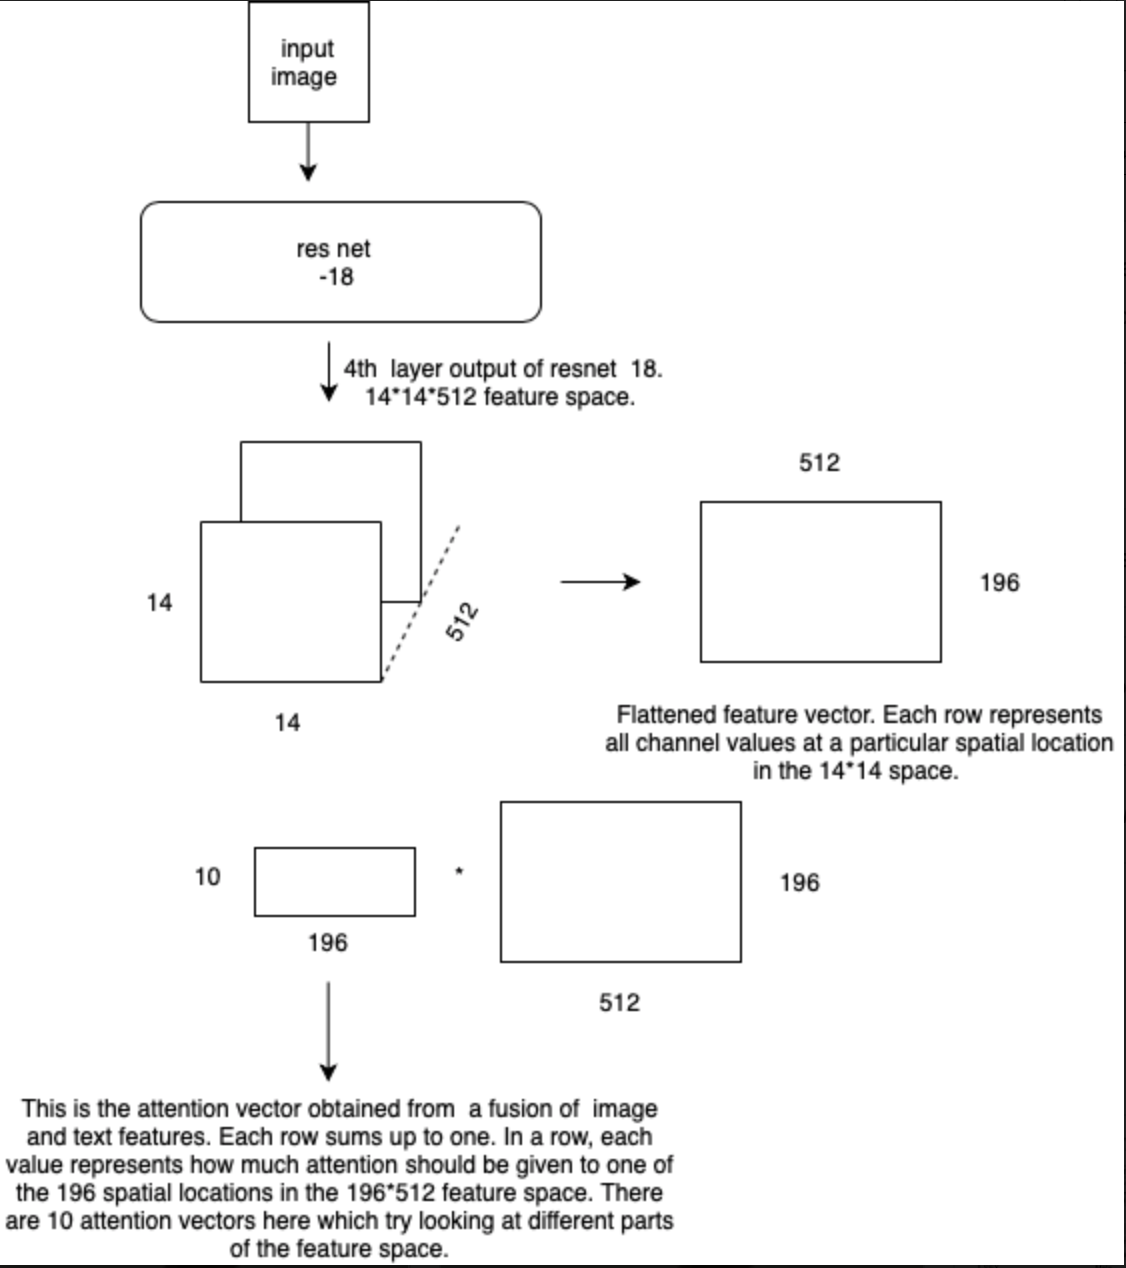 input
image
res net
-18
4th  layer output of resnet  18.
14*14*512 feature space.
512
14
512
196
14
Flattened feature vector. Each row represents
all channel values at a particular spatial location
in the 14*14 space.
10
*
196
196
512
This is the attention vector obtained from  a fusion of  image
and text features. Each row sums up to one. In a row, each
value represents how much attention should be given to one of
the 196 spatial locations in the 196*512 feature space. There
are 10 attention vectors here which try looking at different parts
of the feature space.